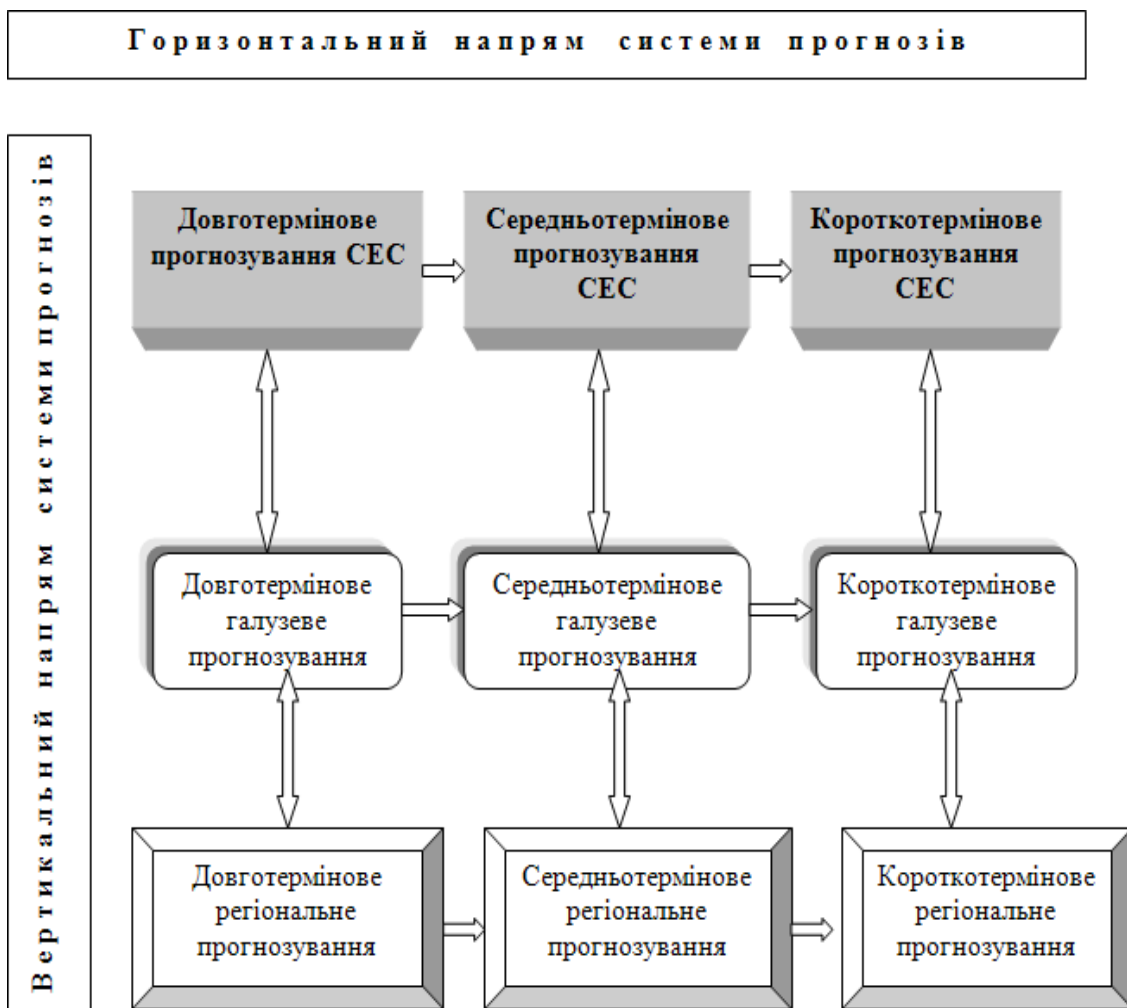 Горизонтальний напрям системи прогнозів
Вертикальний напрям системи прогнозів
Довготермінове
прогнозування СЕС
Середньотермінове
прогнозування
СЕС
Короткотермінове
прогнозування
СЕС
Довготермінове
галузеве
прогнозування
Середньотермінове
галузеве
прогнозування
Короткотермінове
галузеве
прогнозування
Довготермінове
регіональне
прогнозування
Середньотермінове
регіональне
прогнозування
Короткотермінове
регіональне
прогнозування